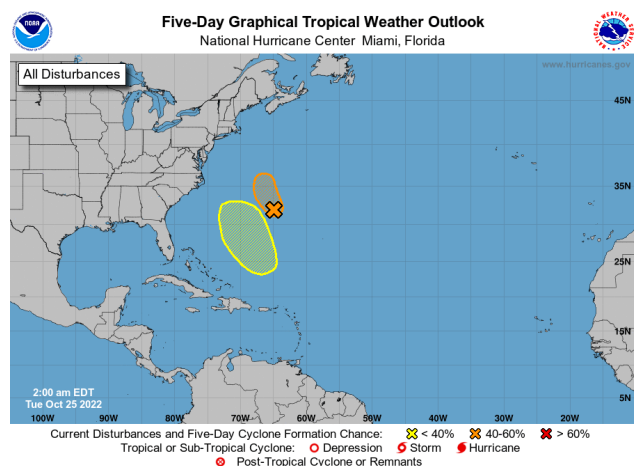 Five-Day Graphical Tropical Weather Outlook
National Hurricane Center Miami, Florida
NOAA
All Disturbances
www.hurricanes.gov
45N
35N
25N
15N
5N
2:00 am EDT
Tue Oct 25 2022
100W 90W 80W 70W 60W 50W 40W 30W 20W
Current Disturbances and Five-Day Cyclone Formation Chance: < 40% 40-60% > 60%
Tropical or Sub-Tropical Cyclone: Depression Storm Hurricane
Post-Tropical Cyclone or Remnants